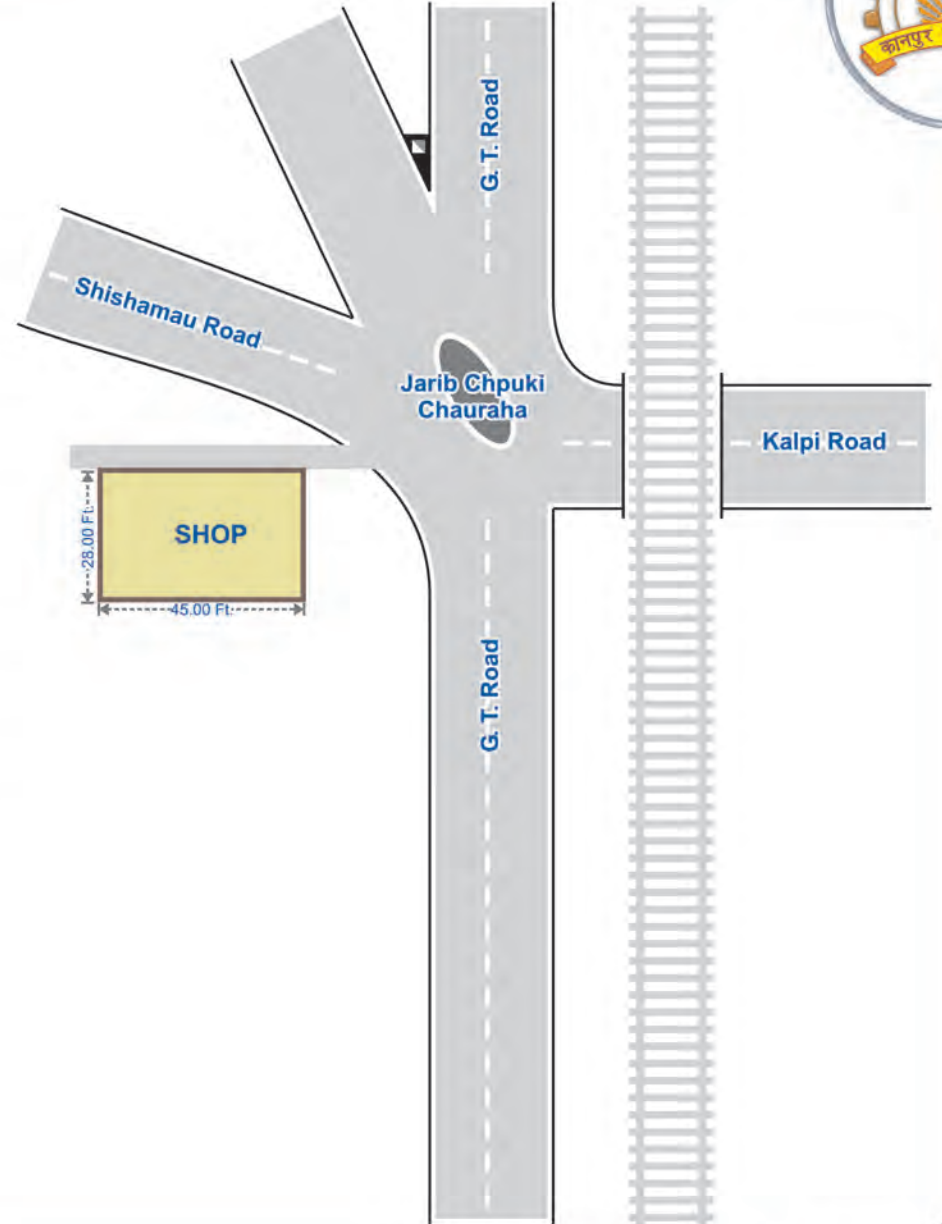 कानपुर
G. T. Road
Shishamau Road
Jarib Chpuki
Chauraha
Kalpi Road
28.00 Ft.
SHOP
45.00 Ft.
G. T. Road